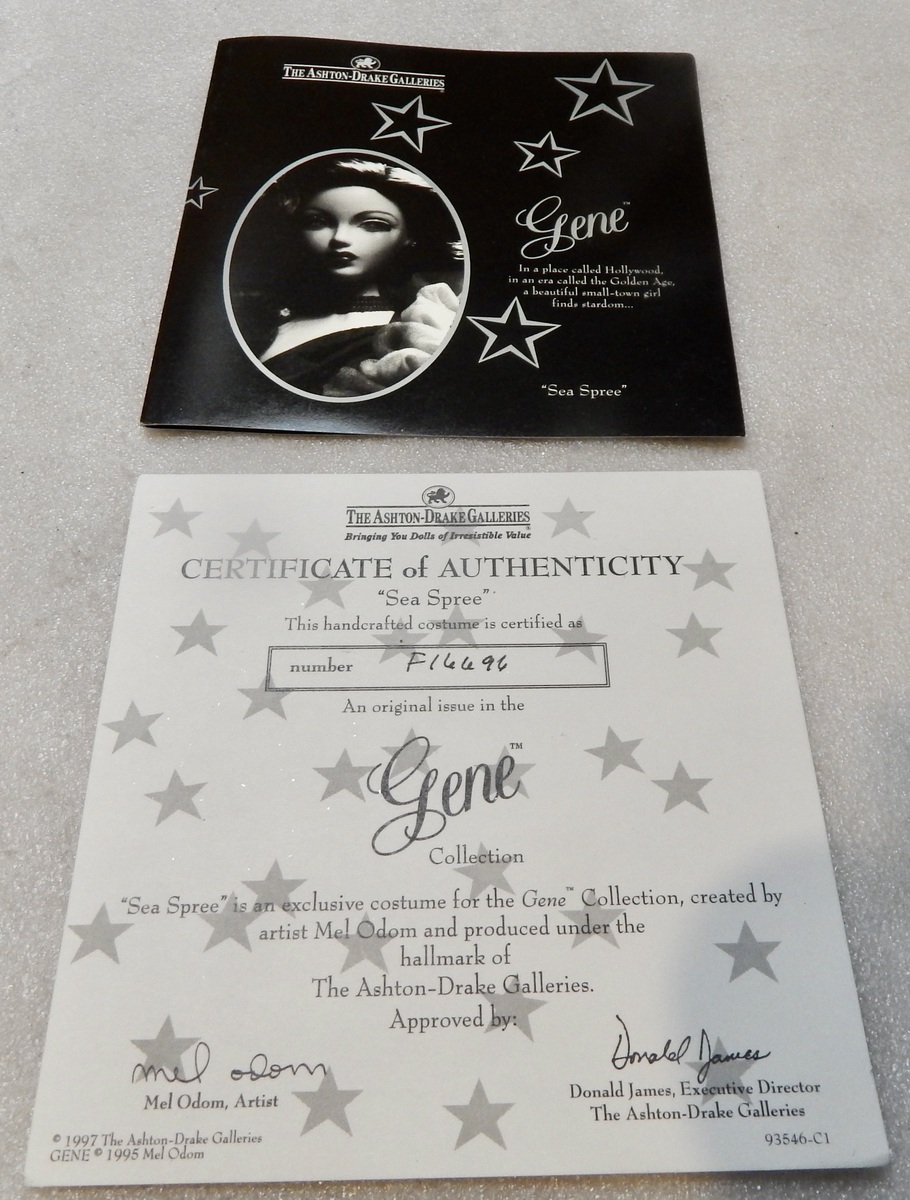 THE ASHTON-DRAKE GALLERIES
Gene™
In a place called Hollywood,
in an era called the Golden Age,
a beautiful small-town girl
finds stardom...
"Sea Spree"
THE ASHTON-DRAKE GALLERIES
Bringing You Dolls of Irresistible Value
CERTIFICATE of AUTHENTICITY
"Sea Spree"
This handcrafted costume is certified as
number F16696
An original issue in the
Gene™
Collection
"Sea Spree" is an exclusive costume for the Gene™ Collection, created by
artist Mel Odom and produced under the
hallmark of
The Ashton-Drake Galleries.
Approved by:
mel odom
Mel Odom, Artist
Donald James
Donald James, Executive Director
The Ashton-Drake Galleries
© 1997 The Ashton-Drake Galleries
GENE © 1995 Mel Odom
93546-C1